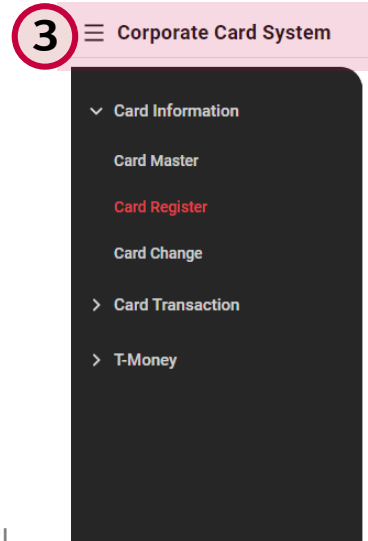 3
Corporate Card System
Card Information
Card Master
Card Register
Card Change
Card Transaction
T-Money